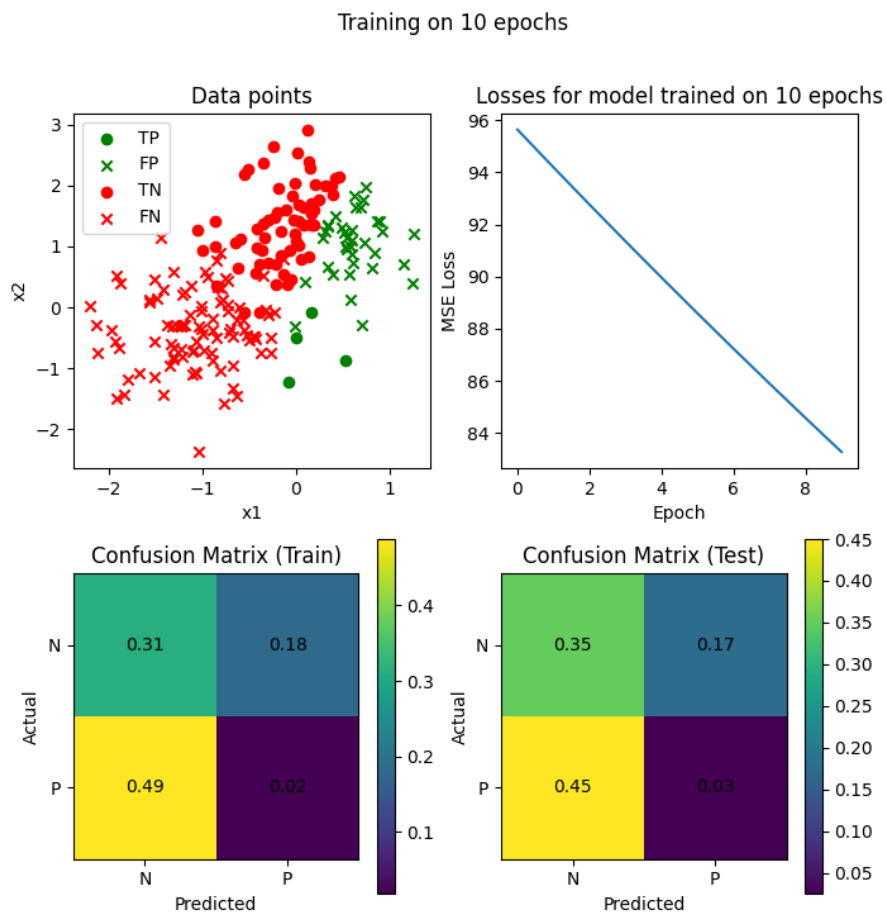 Training on 10 epochs
Data points
TP
FP
TN
FN
3
2
1
0
−1
−2
x2
−2
−1
0
1
x1
Losses for model trained on 10 epochs
96
94
92
90
88
86
84
MSE Loss
0
2
4
6
8
Epoch
Confusion Matrix (Train)
N
P
Actual
0.31
0.18
0.49
0.02
N
P
Predicted
0.4
0.3
0.2
0.1
Confusion Matrix (Test)
N
P
Actual
0.35
0.17
0.45
0.03
N
P
Predicted
0.45
0.40
0.35
0.30
0.25
0.20
0.15
0.10
0.05